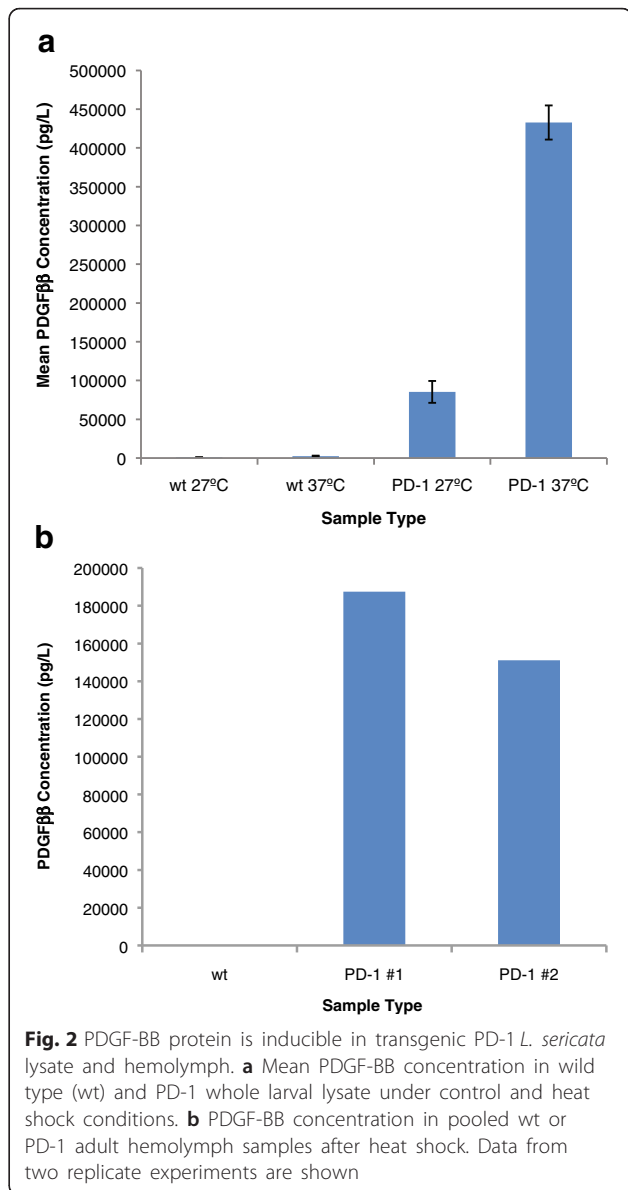 a
500000
450000
400000
350000
300000
250000
200000
150000
100000
50000
0
Mean PDGFββ Concentration (pg/L)
wt 27ºC wt 37ºC PD-1 27ºC PD-1 37ºC
Sample Type
b
200000
180000
160000
140000
120000
100000
80000
60000
40000
20000
0
PDGFββ Concentration (pg/L)
wt PD-1 #1 PD-1 #2
Sample Type
Fig. 2 PDGF-BB protein is inducible in transgenic PD-1 L. sericata
lysate and hemolymph. a Mean PDGF-BB concentration in wild
type (wt) and PD-1 whole larval lysate under control and heat
shock conditions. b PDGF-BB concentration in pooled wt or
PD-1 adult hemolymph samples after heat shock. Data from
two replicate experiments are shown